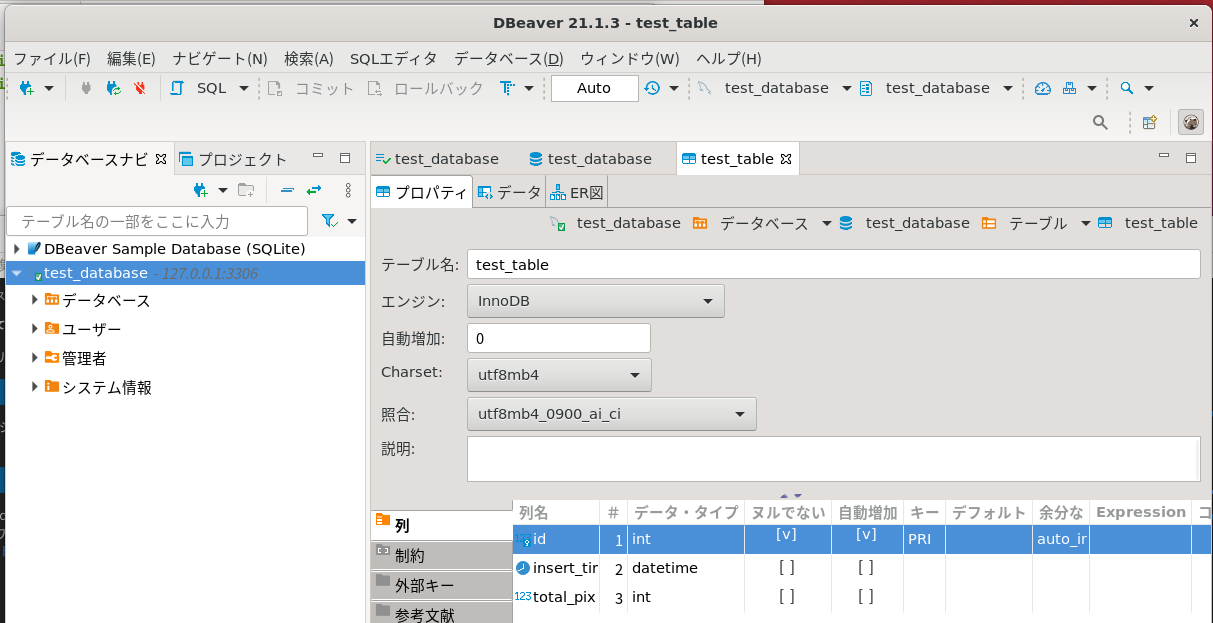 DBeaver 21.1.3 - test_table
ファイル(F) 編集(E) ナビゲート(N) 検索(A) SQLエディタ データベース(D) ウィンドウ(W) ヘルプ(H)
SQL コミット ロールバック Auto test_database test_database
データベースナビ プロジェクト test_database test_database test_table
プロパティ データ ER図
テーブル名の一部をここに入力
test_database データベース test_database テーブル test_table
DBeaver Sample Database (SQLite)
test_database - 127.0.0.1:3306
データベース
ユーザー
管理者
システム情報
テーブル名: test_table
エンジン: InnoDB
自動増加: 0
Charset: utf8mb4
照合: utf8mb4_0900_ai_ci
説明:
列
制約
外部キー
参考文献
列名 # データ・タイプ ヌルでない 自動増加 キー デフォルト 余分な Expression コ
123 id 1 int [v] [v] PRI auto_ir
insert_tir 2 datetime [ ] [ ]
123 total_pix 3 int [ ] [ ]